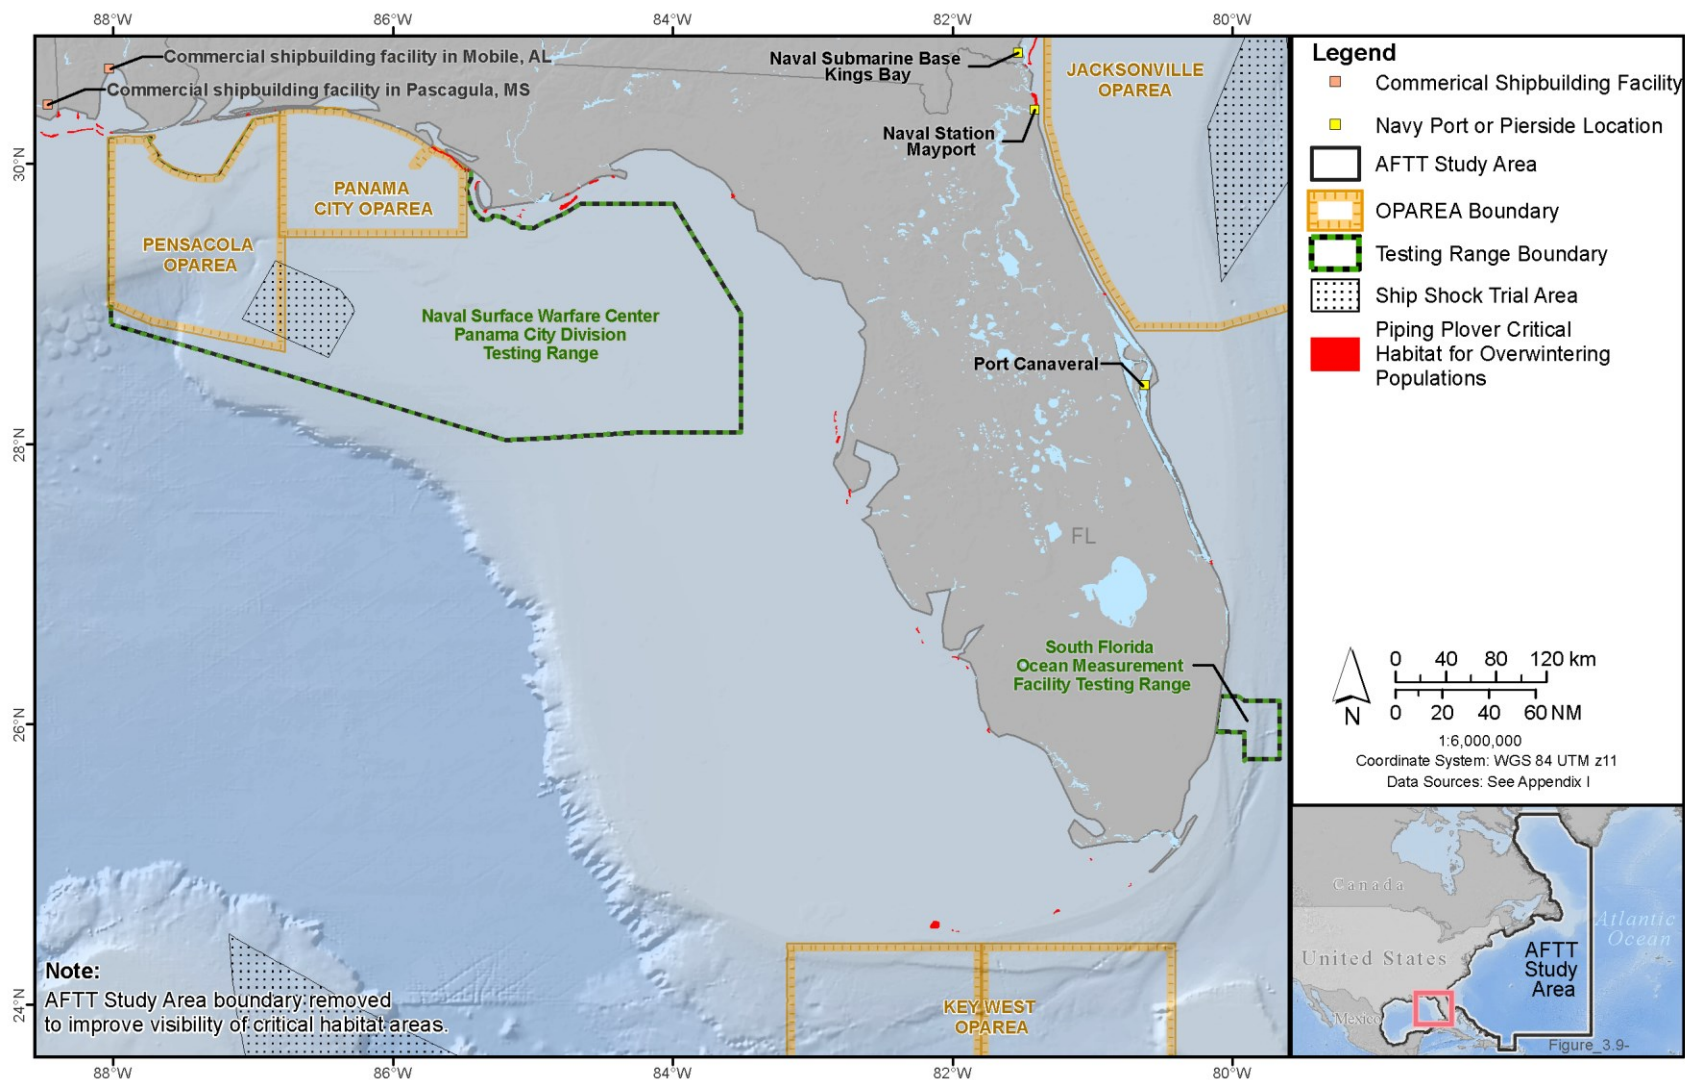 88°W
86°W
84°W
82°W
80°W
Commercial shipbuilding facility in Mobile, AL
Commercial shipbuilding facility in Pascagula, MS
Naval Submarine Base
Kings Bay
JACKSONVILLE
OPAREA
Naval Station
Mayport
30°N
PANAMA
CITY OPAREA
PENSACOLA
OPAREA
Naval Surface Warfare Center
Panama City Division
Testing Range
Port Canaveral
28°N
FL
South Florida
Ocean Measurement
Facility Testing Range
26°N
Note:
AFTT Study Area boundary removed
to improve visibility of critical habitat areas.
24°N
KEY WEST
OPAREA
88°W
86°W
84°W
82°W
80°W
Legend
Commerical Shipbuilding Facility
Navy Port or Pierside Location
AFTT Study Area
OPAREA Boundary
Testing Range Boundary
Ship Shock Trial Area
Piping Plover Critical
Habitat for Overwintering
Populations
N
0 40 80 120 km
0 20 40 60 NM
1:6,000,000
Coordinate System: WGS 84 UTM z11
Data Sources: See Appendix I
Canada
United States
Mexico
Atlantic
Ocean
AFTT
Study
Area
Figure_3.9-